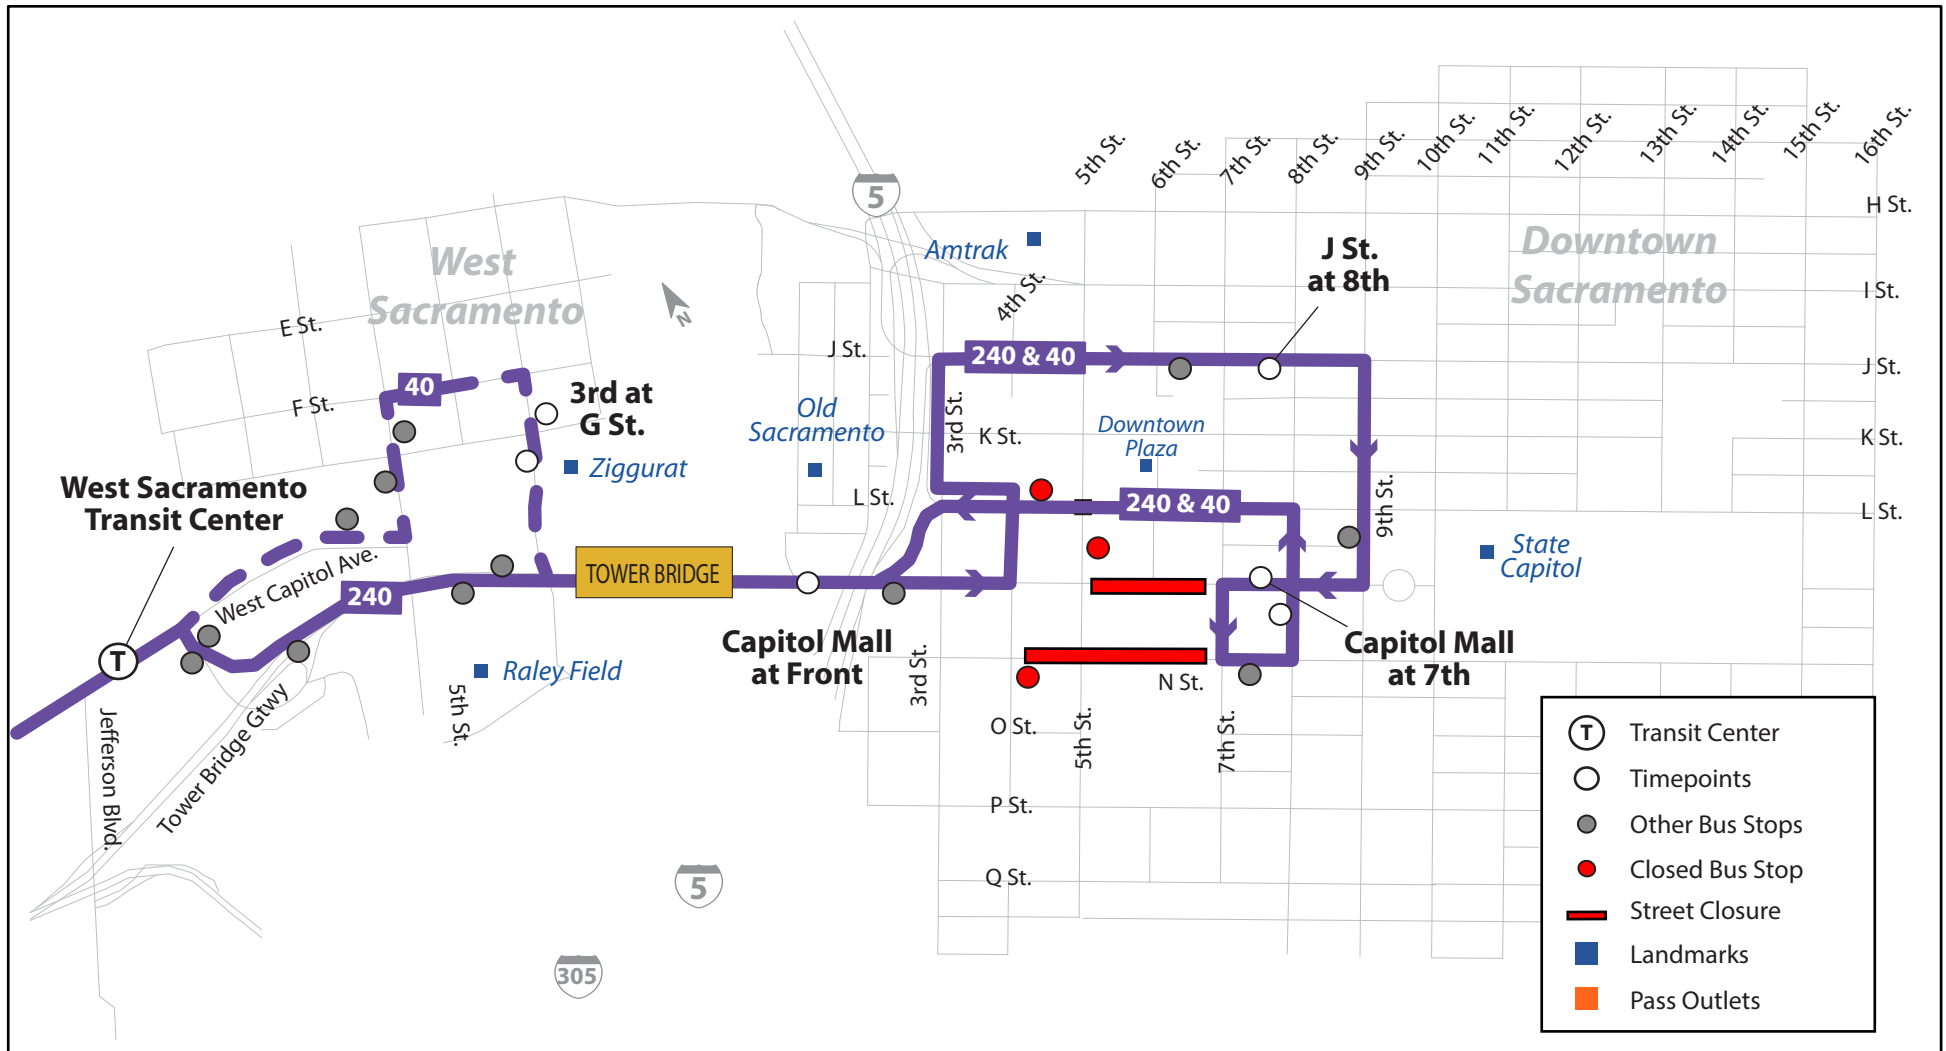 5th St.
6th St.
7th St.
8th St.
9th St.
10th St.
11th St.
12th St.
13th St.
14th St.
15th St.
16th St.
H St.
5
Amtrak
4th St.
J St.
at 8th
Downtown
Sacramento
I St.
West
Sacramento
E St.
N
J St.
240 & 40
J St.
40
F St.
3rd at
G St.
Old
Sacramento
3rd St.
K St.
Downtown
Plaza
K St.
Ziggurat
West Sacramento
Transit Center
L St.
240 & 40
9th St.
L St.
State
Capitol
West Capitol Ave.
TOWER BRIDGE
240
T
Raley Field
Capitol Mall
at Front
3rd St.
Capitol Mall
at 7th
N St.
Jefferson Blvd.
Tower Bridge Gtwy
5th St.
O St.
5th St.
7th St.
P St.
Q St.
5
305
T Transit Center
Timepoints
Other Bus Stops
Closed Bus Stop
Street Closure
Landmarks
Pass Outlets